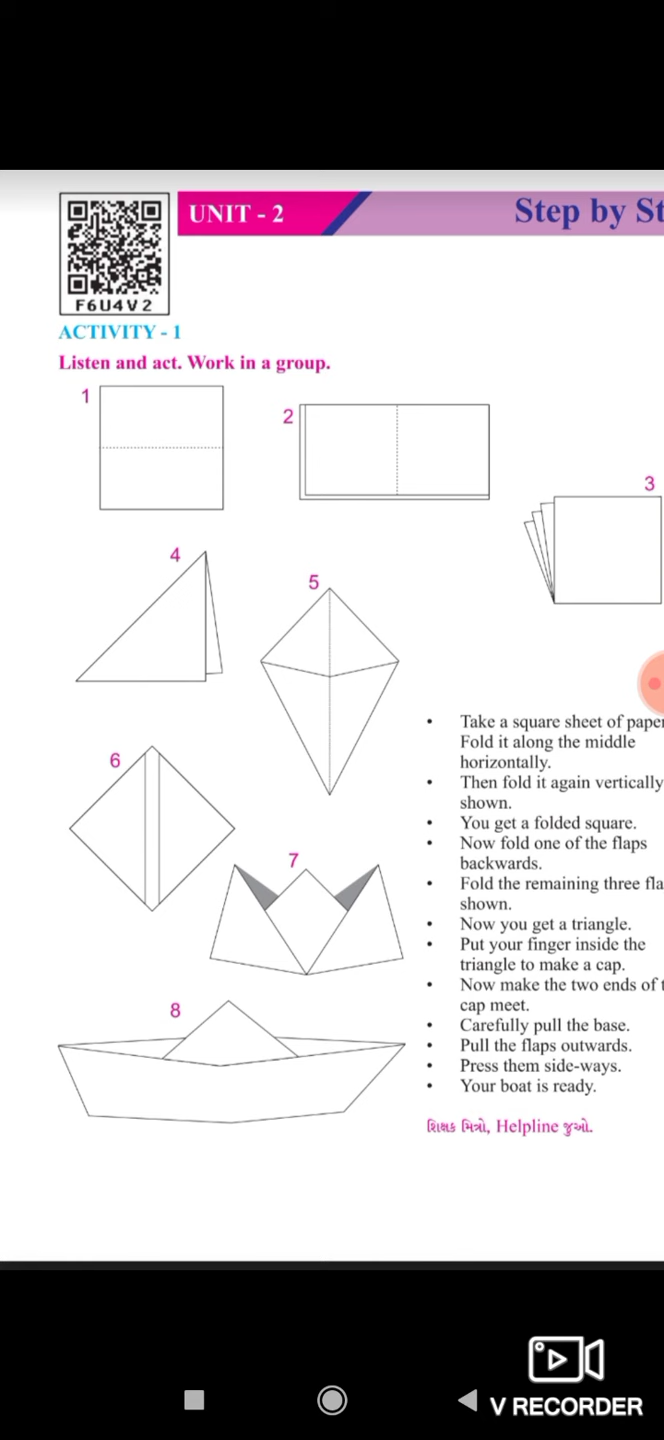 UNIT - 2
Step by St
F6U4V2
ACTIVITY - 1
Listen and act. Work in a group.
1
2
3
4
5
6
7
8
• Take a square sheet of paper
Fold it along the middle
horizontally.
• Then fold it again vertically
shown.
• You get a folded square.
• Now fold one of the flaps
backwards.
• Fold the remaining three fla
shown.
• Now you get a triangle.
• Put your finger inside the
triangle to make a cap.
• Now make the two ends of t
cap meet.
• Carefully pull the base.
• Pull the flaps outwards.
• Press them side-ways.
• Your boat is ready.
શિક્ષક મિત્રો, Helpline જુઓ.
V RECORDER